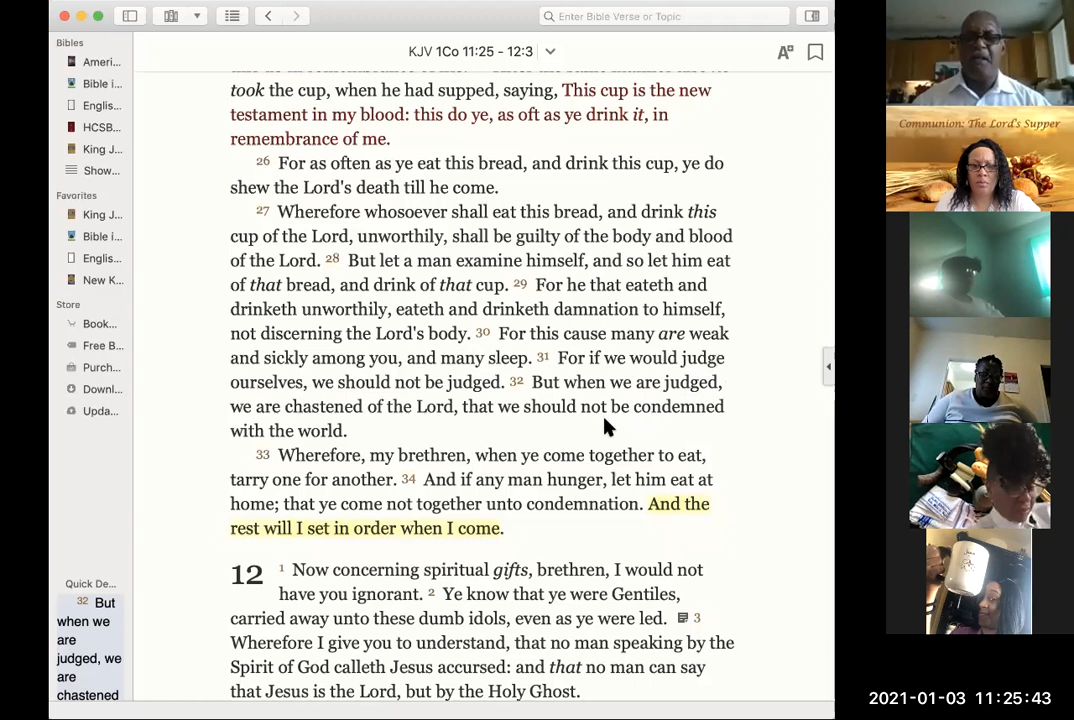 Enter Bible Verse or Topic
Bibles
Ameri...
Bible i...
Englis...
HCSB...
King J...
Show...
Favorites
King J...
Bible i...
Englis...
New K...
Store
Book...
Free B...
Purch...
Downl...
Upda...
Quick De...
32 But
when we
are
judged, we
are
chastened
KJV 1Co 11:25 - 12:3
took the cup, when he had supped, saying, This cup is the new
testament in my blood: this do ye, as oft as ye drink it, in
remembrance of me.
26 For as often as ye eat this bread, and drink this cup, ye do
shew the Lord's death till he come.
27 Wherefore whosoever shall eat this bread, and drink this
cup of the Lord, unworthily, shall be guilty of the body and blood
of the Lord. 28 But let a man examine himself, and so let him eat
of that bread, and drink of that cup. 29 For he that eateth and
drinketh unworthily, eateth and drinketh damnation to himself,
not discerning the Lord's body. 30 For this cause many are weak
and sickly among you, and many sleep. 31 For if we would judge
ourselves, we should not be judged. 32 But when we are judged,
we are chastened of the Lord, that we should not be condemned
with the world.
33 Wherefore, my brethren, when ye come together to eat,
tarry one for another. 34 And if any man hunger, let him eat at
home; that ye come not together unto condemnation. And the
rest will I set in order when I come.
12 1 Now concerning spiritual gifts, brethren, I would not
have you ignorant. 2 Ye know that ye were Gentiles,
carried away unto these dumb idols, even as ye were led. 3
Wherefore I give you to understand, that no man speaking by the
Spirit of God calleth Jesus accursed: and that no man can say
that Jesus is the Lord, but by the Holy Ghost.
Communion: The Lord's Supper
2021-01-03 11:25:43